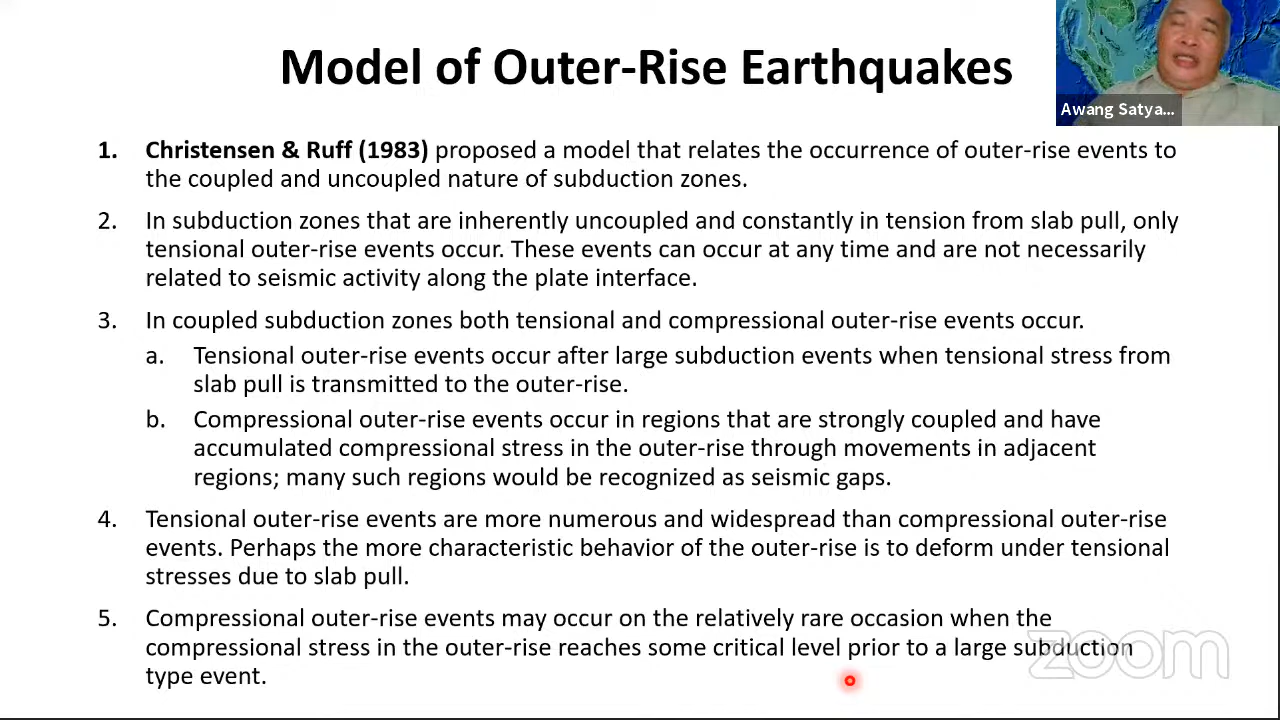 Model of Outer-Rise Earthquakes
Awang Satya...
1. Christensen & Ruff (1983) proposed a model that relates the occurrence of outer-rise events to
the coupled and uncoupled nature of subduction zones.
2. In subduction zones that are inherently uncoupled and constantly in tension from slab pull, only
tensional outer-rise events occur. These events can occur at any time and are not necessarily
related to seismic activity along the plate interface.
3. In coupled subduction zones both tensional and compressional outer-rise events occur.
a. Tensional outer-rise events occur after large subduction events when tensional stress from
slab pull is transmitted to the outer-rise.
b. Compressional outer-rise events occur in regions that are strongly coupled and have
accumulated compressional stress in the outer-rise through movements in adjacent
regions; many such regions would be recognized as seismic gaps.
4. Tensional outer-rise events are more numerous and widespread than compressional outer-rise
events. Perhaps the more characteristic behavior of the outer-rise is to deform under tensional
stresses due to slab pull.
5. Compressional outer-rise events may occur on the relatively rare occasion when the
compressional stress in the outer-rise reaches some critical level prior to a large subduction
type event.
zoom